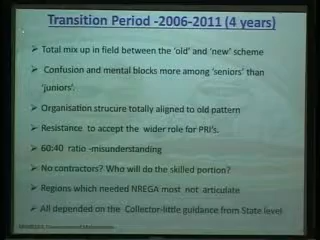 Transition Period -2006-2011 (4 years)
➢ Total mix up in field between the 'old' and 'new' scheme
➢ Confusion and mental blocks more among 'seniors' than
'juniors'.
➢ Organisation strucure totally aligned to old pattern
➢ Resistance to accept the wider role for PRI's.
➢ 60:40 ratio -misunderstanding
➢ No contractors? Who will do the skilled portion?
➢ Regions which needed NREGA most not articulate
➢ All depended on the Collector-little guidance from State level